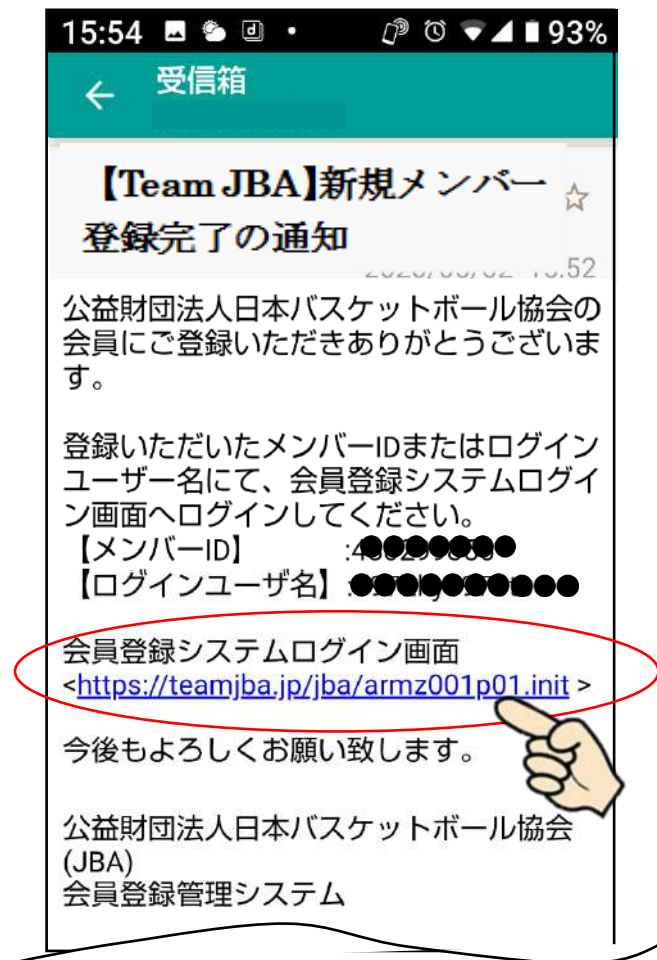 15:54 93%
受信箱
【Team JBA】新規メンバー
登録完了の通知
公益財団法人日本バスケットボール協会の
会員にご登録いただきありがとうございま
す。
登録いただいたメンバーIDまたはログイン
ユーザー名にて、会員登録システムログイ
ン画面へログインしてください。
【メンバーID】 :
【ログインユーザ名】:
会員登録システムログイン画面
<https://teamjba.jp/jba/armz001p01.init >
今後もよろしくお願い致します。
公益財団法人日本バスケットボール協会
(JBA)
会員登録管理システム